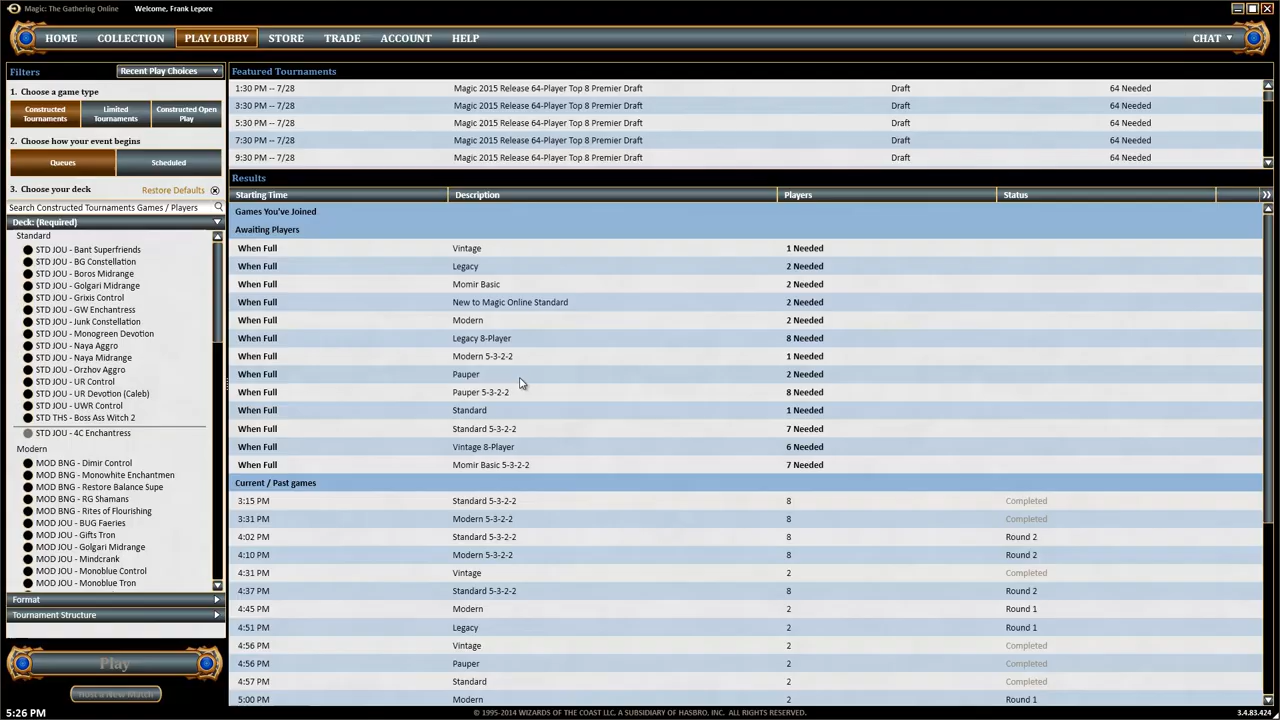 Magic: The Gathering Online Welcome, Frank Lepore
HOME COLLECTION PLAY LOBBY STORE TRADE ACCOUNT HELP CHAT
Filters Recent Play Choices
1. Choose a game type
Constructed Tournaments Limited Tournaments Constructed Open Play
2. Choose how your event begins
Queues Scheduled
3. Choose your deck Restore Defaults
Search Constructed Tournaments Games / Players
Deck: (Required)
Standard
STD JOU - Bant Superfriends
STD JOU - BG Constellation
STD JOU - Boros Midrange
STD JOU - Golgari Midrange
STD JOU - Grixis Control
STD JOU - GW Enchantress
STD JOU - Junk Constellation
STD JOU - Monogreen Devotion
STD JOU - Naya Aggro
STD JOU - Naya Midrange
STD JOU - Orzhov Aggro
STD JOU - UR Control
STD JOU - UR Devotion (Caleb)
STD JOU - UWR Control
STD THS - Boss Ass Witch 2
STD JOU - 4C Enchantress
Modern
MOD BNG - Dimir Control
MOD BNG - Monowhite Enchantmen
MOD BNG - Restore Balance Supe
MOD BNG - RG Shamans
MOD BNG - Rites of Flourishing
MOD JOU - BUG Faeries
MOD JOU - Gifts Tron
MOD JOU - Golgari Midrange
MOD JOU - Mindcrank
MOD JOU - Monoblue Control
MOD JOU - Monoblue Tron
Format
Tournament Structure
Play
Host a New Match
5:26 PM
Featured Tournaments
1:30 PM -- 7/28 Magic 2015 Release 64-Player Top 8 Premier Draft Draft 64 Needed
3:30 PM -- 7/28 Magic 2015 Release 64-Player Top 8 Premier Draft Draft 64 Needed
5:30 PM -- 7/28 Magic 2015 Release 64-Player Top 8 Premier Draft Draft 64 Needed
7:30 PM -- 7/28 Magic 2015 Release 64-Player Top 8 Premier Draft Draft 64 Needed
9:30 PM -- 7/28 Magic 2015 Release 64-Player Top 8 Premier Draft Draft 64 Needed
Results
Starting Time Description Players Status
Games You've Joined
Awaiting Players
When Full Vintage 1 Needed
When Full Legacy 2 Needed
When Full Momir Basic 2 Needed
When Full New to Magic Online Standard 2 Needed
When Full Modern 2 Needed
When Full Legacy 8-Player 8 Needed
When Full Modern 5-3-2-2 1 Needed
When Full Pauper 2 Needed
When Full Pauper 5-3-2-2 8 Needed
When Full Standard 1 Needed
When Full Standard 5-3-2-2 7 Needed
When Full Vintage 8-Player 6 Needed
When Full Momir Basic 5-3-2-2 7 Needed
Current / Past games
3:15 PM Standard 5-3-2-2 8 Completed
3:31 PM Modern 5-3-2-2 8 Completed
4:02 PM Standard 5-3-2-2 8 Round 2
4:10 PM Modern 5-3-2-2 8 Round 2
4:31 PM Vintage 2 Completed
4:37 PM Standard 5-3-2-2 8 Round 2
4:45 PM Modern 2 Round 1
4:51 PM Legacy 2 Round 1
4:56 PM Vintage 2 Completed
4:56 PM Pauper 2 Completed
4:57 PM Standard 2 Completed
5:00 PM Modern 2 Round 1
© 1995-2014 WIZARDS OF THE COAST LLC. A SUBSIDIARY OF HASBRO, INC. ALL RIGHTS RESERVED.
3.4.83.424